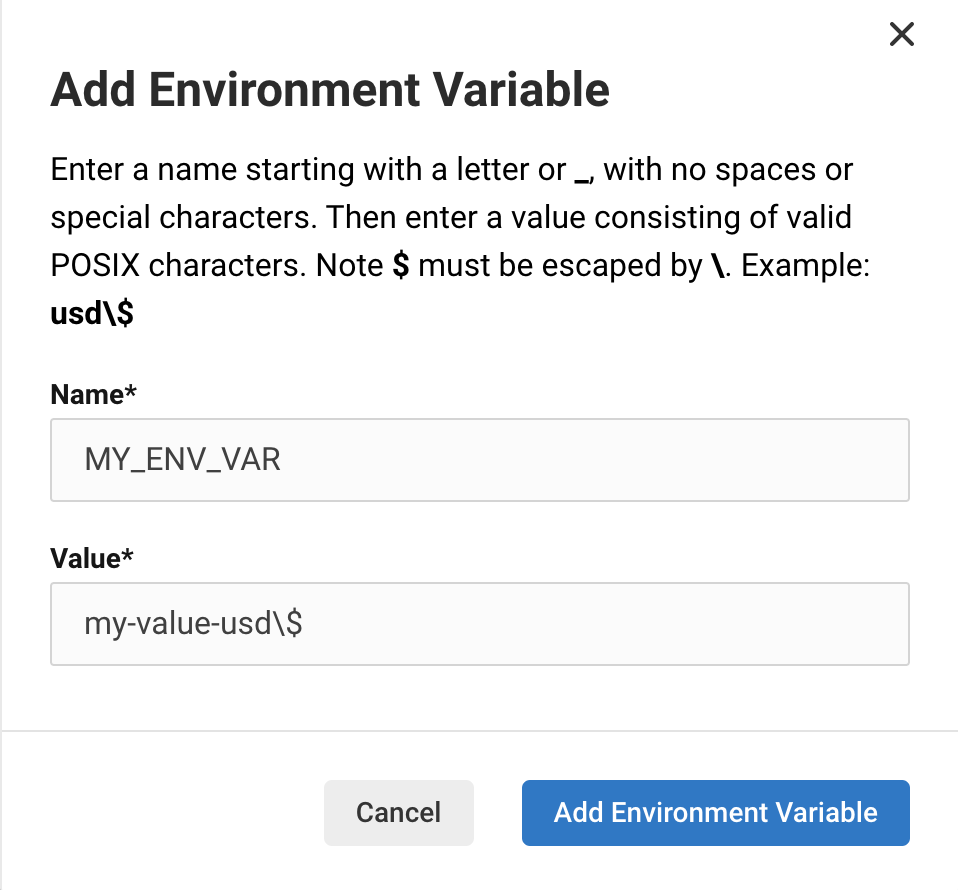 Add Environment Variable
Enter a name starting with a letter or _, with no spaces or
special characters. Then enter a value consisting of valid
POSIX characters. Note $ must be escaped by \. Example:
usd\$
Name*
MY_ENV_VAR
Value*
my-value-usd\$
Cancel
Add Environment Variable